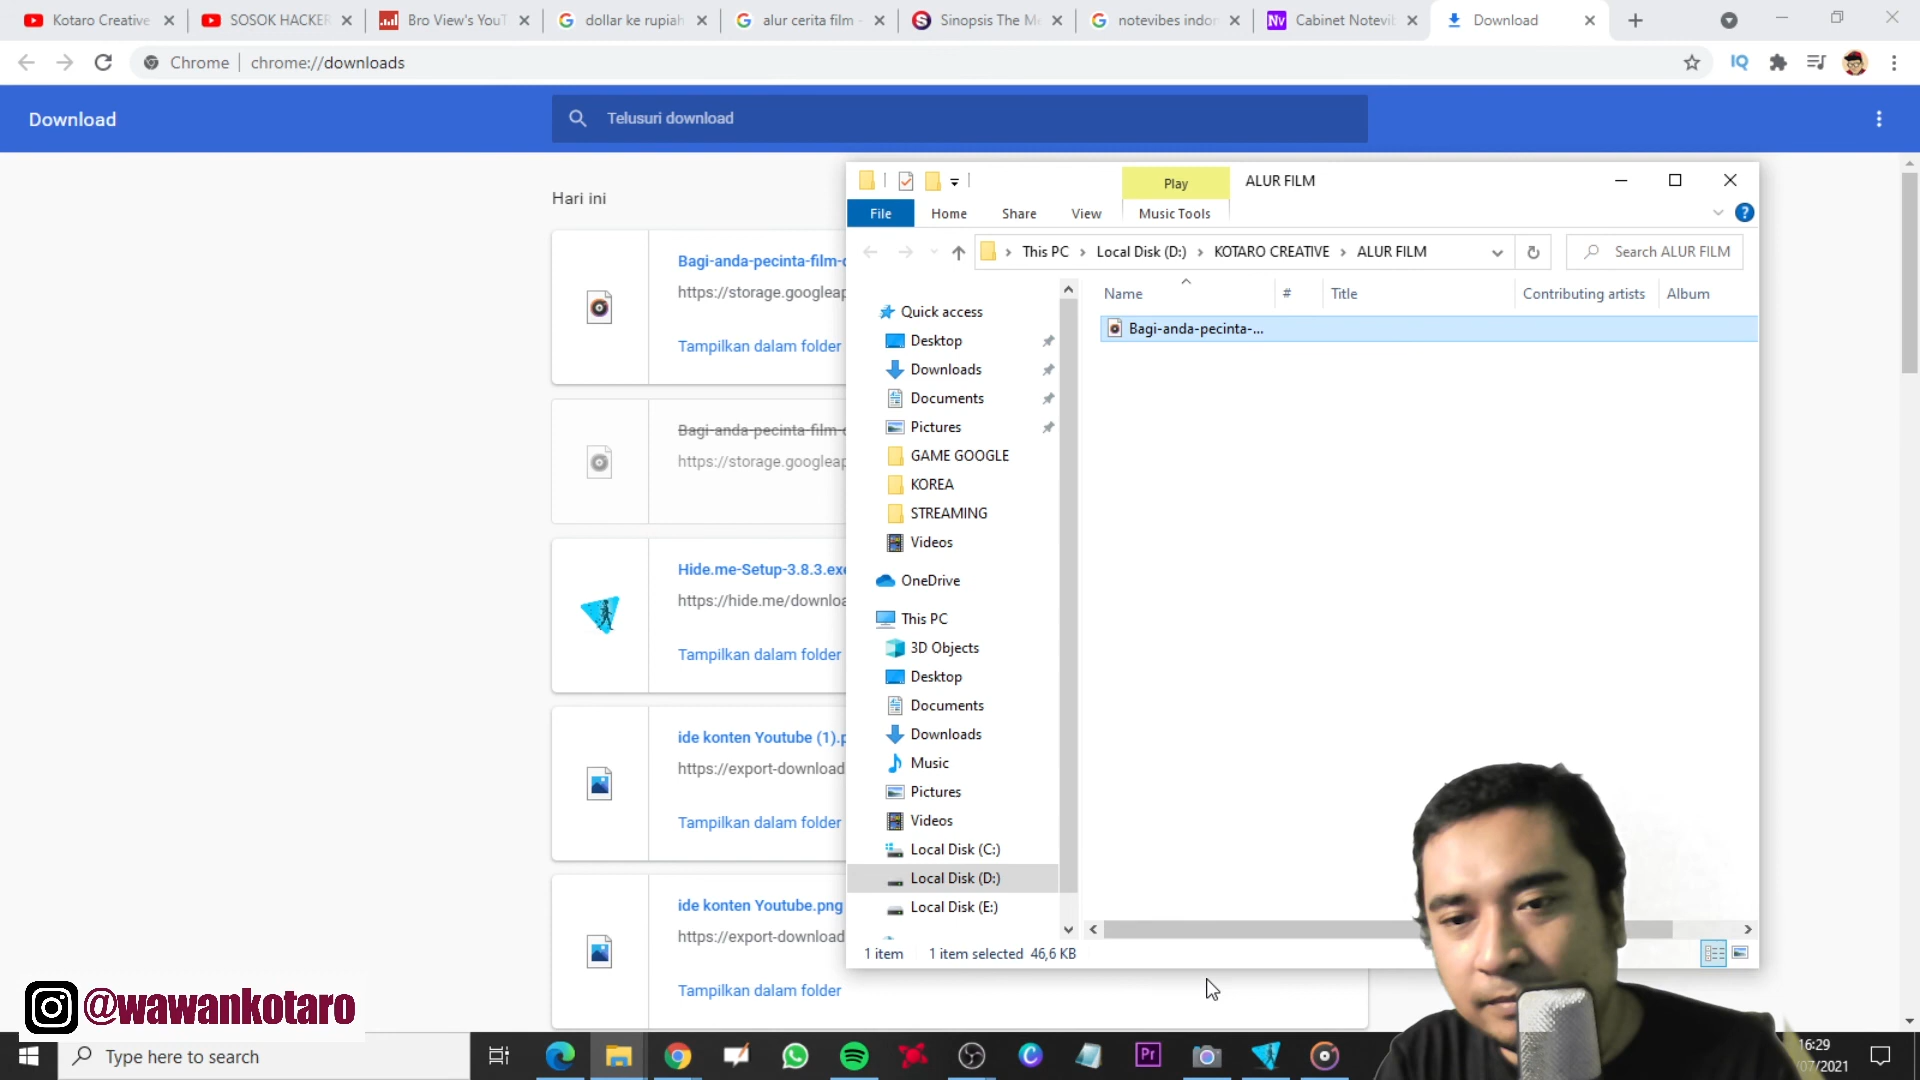 Kotaro Creative
SOSOK HACKER
Bro View's YouT
dollar ke rupiah
alur cerita film -
Sinopsis The Me
notevibes indon
Nv Cabinet Notevib
Download
Chrome chrome://downloads
IQ
Download
Telusuri download
Hari ini
Bagi-anda-pecinta-film-
https://storage.googleap
Tampilkan dalam folder
Bagi-anda-pecinta-film-
https://storage.googleap
Hide.me-Setup-3.8.3.exe
https://hide.me/downloa
Tampilkan dalam folder
ide konten Youtube (1).p
https://export-download
Tampilkan dalam folder
ide konten Youtube.png
https://export-download
Tampilkan dalam folder
Play
ALUR FILM
File
Home
Share
View
Music Tools
This PC
Local Disk (D:)
KOTARO CREATIVE
ALUR FILM
Search ALUR FILM
Name
#
Title
Contributing artists
Album
Bagi-anda-pecinta-...
Quick access
Desktop
Downloads
Documents
Pictures
GAME GOOGLE
KOREA
STREAMING
Videos
OneDrive
This PC
3D Objects
Desktop
Documents
Downloads
Music
Pictures
Videos
Local Disk (C:)
Local Disk (D:)
Local Disk (E:)
1 item
1 item selected 46,6 KB
@wawankotaro
Type here to search
Pr
16:29
/07/2021